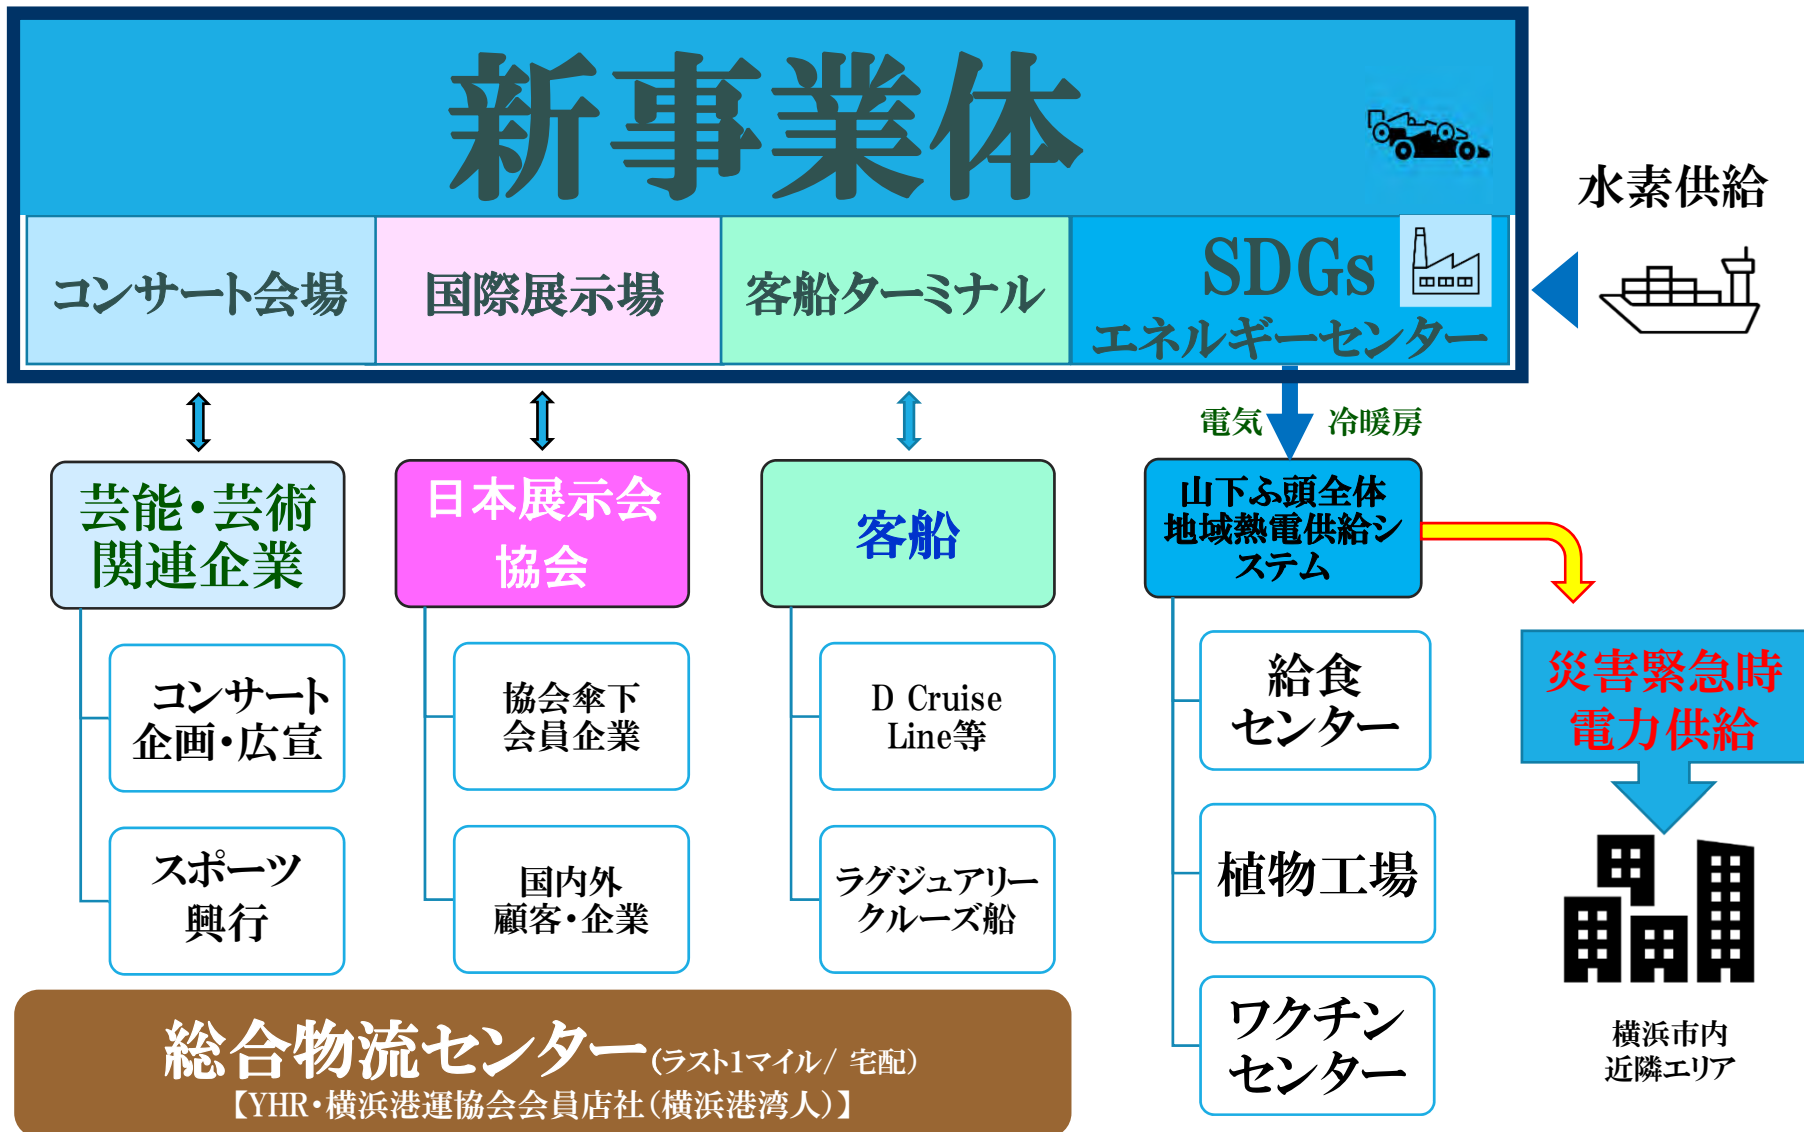 新事業体
水素供給
コンサート会場
国際展示場
客船ターミナル
SDGs
エネルギーセンター
電気
冷暖房
芸能・芸術
関連企業
日本展示会
協会
客船
山下ふ頭全体
地域熱電供給シ
ステム
コンサート
企画・広宣
協会傘下
会員企業
D Cruise
Line等
給食
センター
災害緊急時
電力供給
スポーツ
興行
国内外
顧客・企業
ラグジュアリー
クルーズ船
植物工場
ワクチン
センター
横浜市内
近隣エリア
総合物流センター(ラスト1マイル/ 宅配)
【YHR・横浜港運協会会員店社(横浜港湾人)】